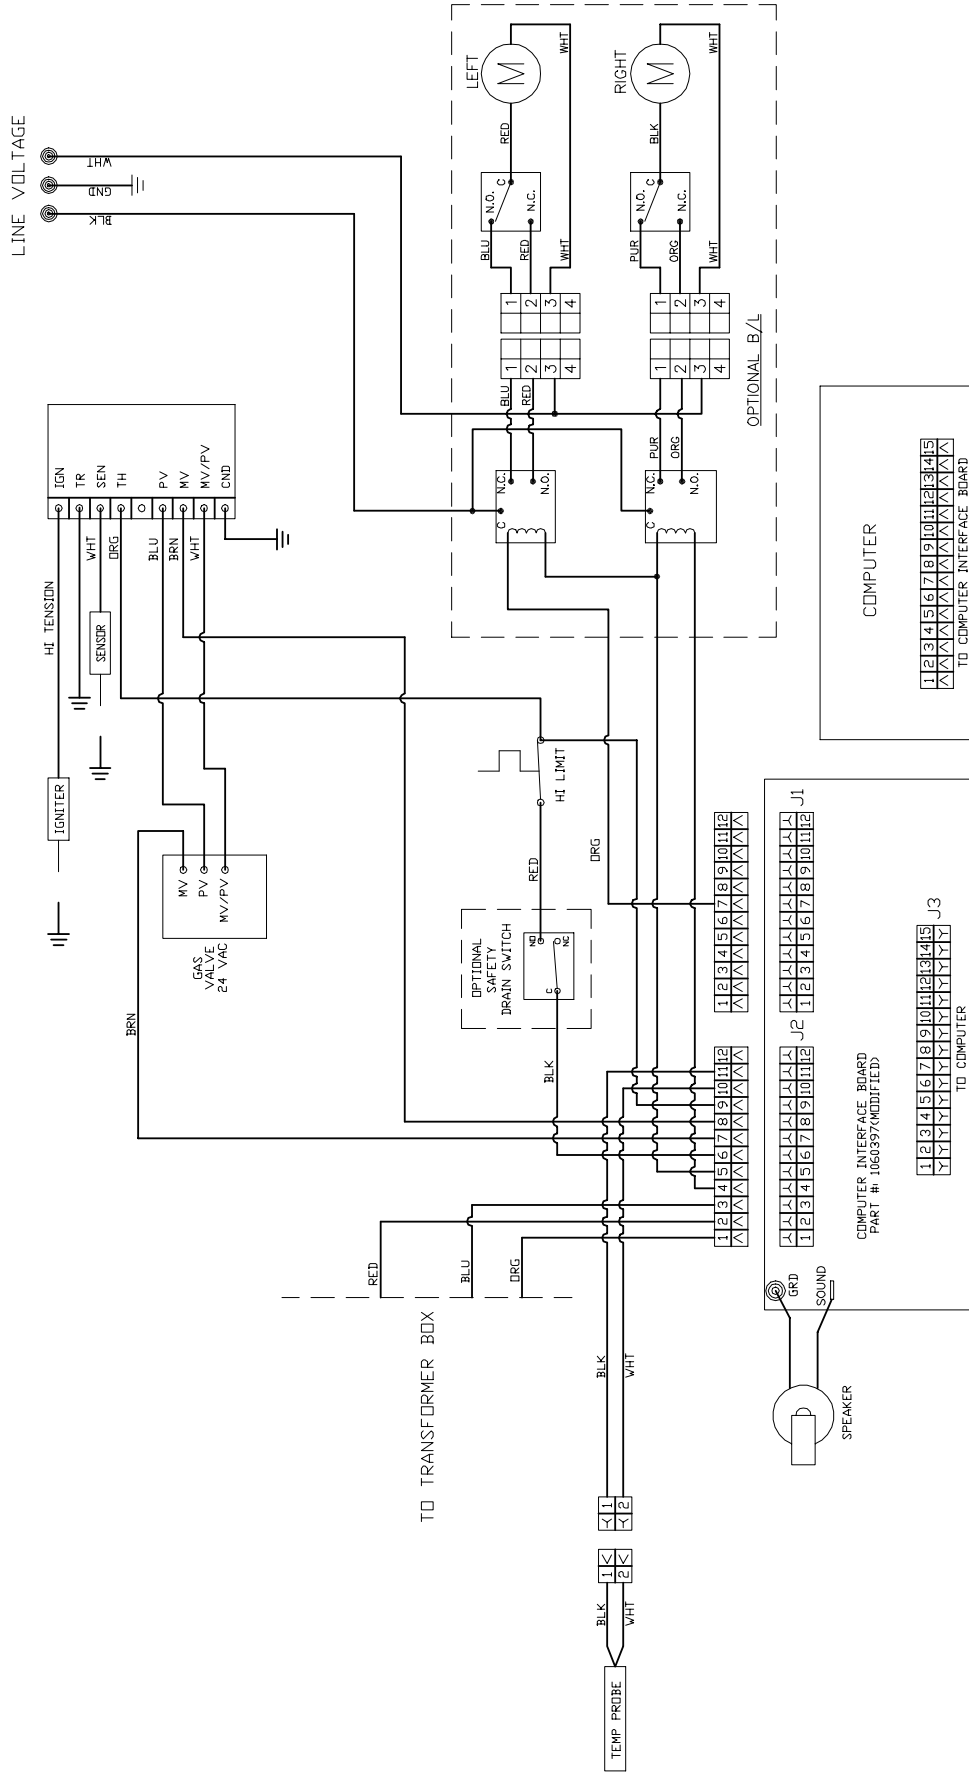 LINE VOLTAGE
BLK
GND
WHT
IGN
TR
SEN
TH
PV
MV
MV/PV
GND
HI TENSION
WHT
ORG
BLU
BRN
WHT
IGNITER
SENSOR
MV
PV
MV/PV
GAS
VALVE
24 VAC
BRN
LEFT
M
WHT
RED
N.O.
C
N.C.
BLU
RED
WHT
1 2 3 4
1 2 3 4
BLU
RED
N.C.
N.O.
C
RIGHT
M
WHT
BLK
N.O.
C
N.C.
PUR
ORG
WHT
1 2 3 4
1 2 3 4
PUR
ORG
N.C.
N.O.
C
OPTIONAL B/L
HI LIMIT
RED
ORG
OPTIONAL
SAFETY
DRAIN SWITCH
NO
NC
C
BLK
TO TRANSFORMER BOX
RED
BLU
ORG
BLK
WHT
1 2
1 2
BLK
WHT
TEMP PROBE
1 2 3 4 5 6 7 8 9 10 11 12
1 2 3 4 5 6 7 8 9 10 11 12
J2
1 2 3 4 5 6 7 8 9 10 11 12
1 2 3 4 5 6 7 8 9 10 11 12
J1
COMPUTER INTERFACE BOARD
PART #: 1060397(MODIFIED)
GRD
SOUND
SPEAKER
1 2 3 4 5 6 7 8 9 10 11 12 13 14 15
J3
TO COMPUTER
COMPUTER
1 2 3 4 5 6 7 8 9 10 11 12 13 14 15
TO COMPUTER INTERFACE BOARD